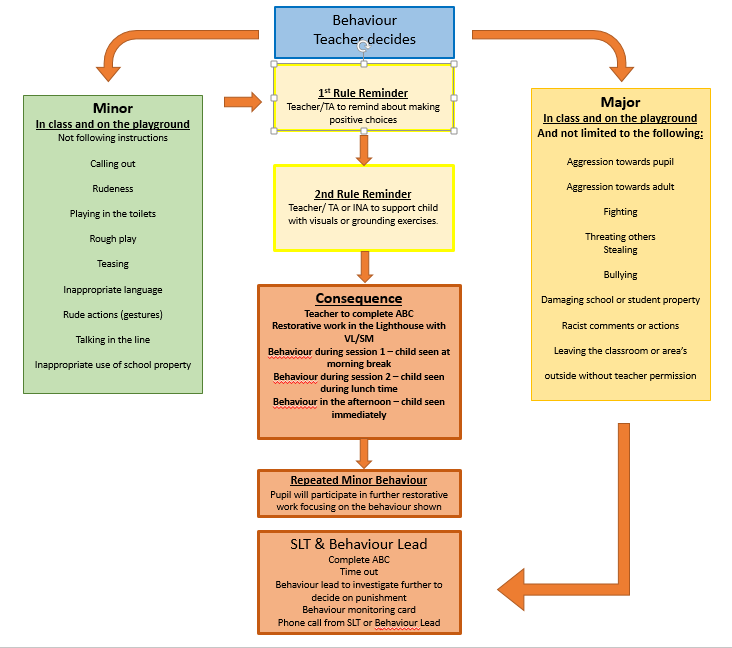 Behaviour
Teacher decides
Minor
In class and on the playground
Not following instructions
Calling out
Rudeness
Playing in the toilets
Rough play
Teasing
Inappropriate language
Rude actions (gestures)
Talking in the line
Inappropriate use of school property
1st Rule Reminder
Teacher/TA to remind about making
positive choices
2nd Rule Reminder
Teacher/ TA or INA to support child
with visuals or grounding exercises.
Consequence
Teacher to complete ABC
Restorative work in the Lighthouse with
VL/SM
Behaviour during session 1 – child seen at
morning break
Behaviour during session 2 – child seen
during lunch time
Behaviour in the afternoon – child seen
immediately
Repeated Minor Behaviour
Pupil will participate in further restorative
work focusing on the behaviour shown
Major
In class and on the playground
And not limited to the following:
Aggression towards pupil
Aggression towards adult
Fighting
Threating others
Stealing
Bullying
Damaging school or student property
Racist comments or actions
Leaving the classroom or area's
outside without teacher permission
SLT & Behaviour Lead
Complete ABC
Time out
Behaviour lead to investigate further to
decide on punishment
Behaviour monitoring card
Phone call from SLT or Behaviour Lead